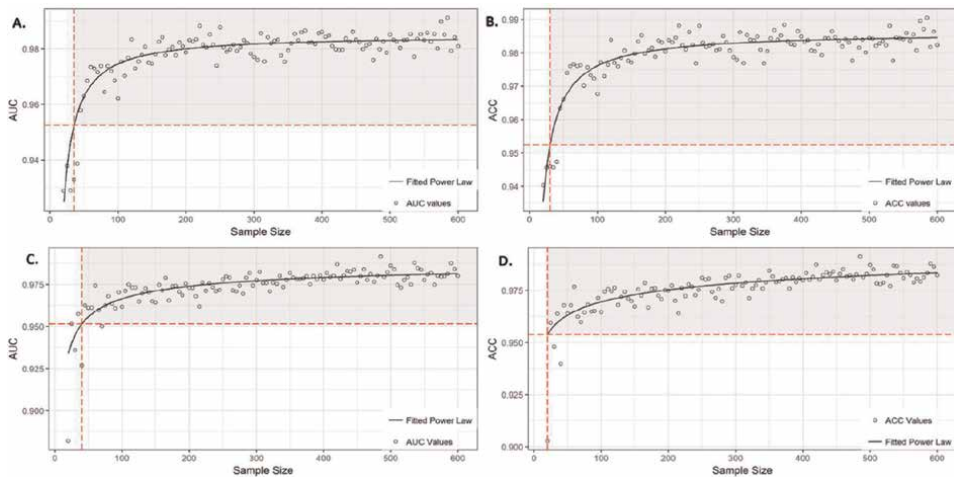 A.
0.98
0.96
0.94
AUC
0 100 200 300 400 500 600
Sample Size
Fitted Power Law
AUC values
B.
0.99
0.98
0.97
0.96
0.95
0.94
ACC
0 100 200 300 400 500 600
Sample Size
Fitted Power Law
ACC values
C.
0.975
0.950
0.925
0.900
AUC
0 100 200 300 400 500 600
Sample Size
Fitted Power Law
AUC Values
D.
0.975
0.950
0.925
0.900
ACC
0 100 200 300 400 500 600
Sample Size
ACC Values
Fitted Power Law